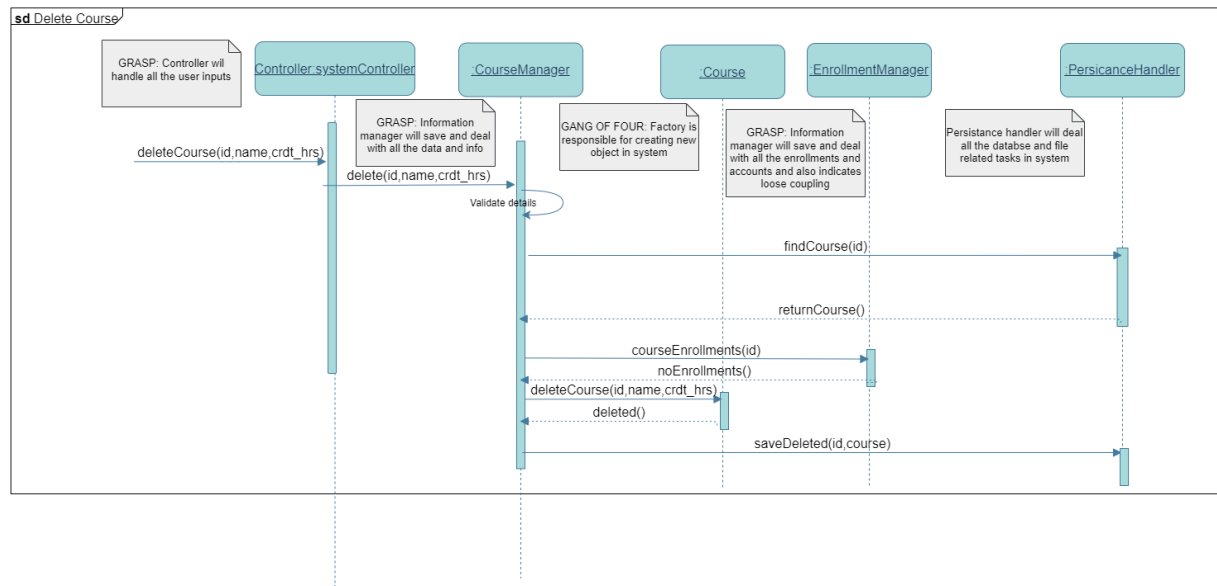 sd Delete Course
GRASP: Controller wil
handle all the user inputs
Controller:systemController
:CourseManager
:Course
:EnrollmentManager
:PersicanceHandler
GRASP: Information
manager will save and deal
with all the data and info
GANG OF FOUR: Factory is
responsible for creating new
object in system
GRASP: Information
manager will save and deal
with all the enrollments and
accounts and also indicates
loose coupling
Persistance handler will deal
all the databse and file
related tasks in system
deleteCourse(id,name,crdt_hrs)
delete(id,name,crdt_hrs)
Validate details
findCourse(id)
returnCourse()
courseEnrollments(id)
noEnrollments()
deleteCourse(id,name,crdt_hrs)
deleted()
saveDeleted(id,course)